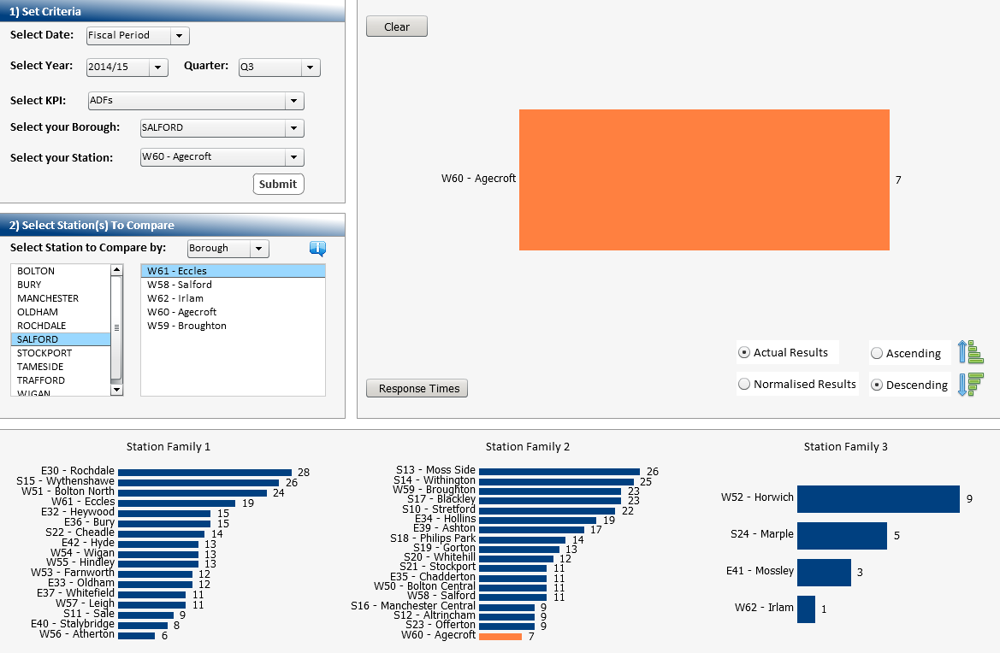 1) Set Criteria
Select Date: Fiscal Period
Select Year: 2014/15 Quarter: Q3
Select KPI: ADFs
Select your Borough: SALFORD
Select your Station: W60 - Agecroft
Submit
2) Select Station(s) To Compare
Select Station to Compare by: Borough
BOLTON
BURY
MANCHESTER
OLDHAM
ROCHDALE
SALFORD
STOCKPORT
TAMESIDE
TRAFFORD
WIGAN
W61 - Eccles
W58 - Salford
W62 - Irlam
W60 - Agecroft
W59 - Broughton
Clear
W60 - Agecroft 7
Actual Results
Ascending
Normalised Results
Descending
Response Times
Station Family 1
E30 - Rochdale 28
S15 - Wythenshawe 26
W51 - Bolton North 24
W61 - Eccles 19
E32 - Heywood 15
E36 - Bury 15
S22 - Cheadle 14
E42 - Hyde 13
W54 - Wigan 13
W55 - Hindley 13
W53 - Farnworth 12
E33 - Oldham 12
E37 - Whitefield 11
W57 - Leigh 11
S11 - Sale 9
E40 - Stalybridge 8
W56 - Atherton 6
Station Family 2
S13 - Moss Side 26
S14 - Withington 25
W59 - Broughton 23
S17 - Blackley 23
S10 - Stretford 22
E34 - Hollins 19
E39 - Ashton 17
S18 - Philips Park 14
S19 - Gorton 13
S20 - Whitehill 12
S21 - Stockport 11
E35 - Chadderton 11
W50 - Bolton Central 11
W58 - Salford 11
S16 - Manchester Central 9
S12 - Altrincham 9
S23 - Offerton 9
W60 - Agecroft 7
Station Family 3
W52 - Horwich 9
S24 - Marple 5
E41 - Mossley 3
W62 - Irlam 1